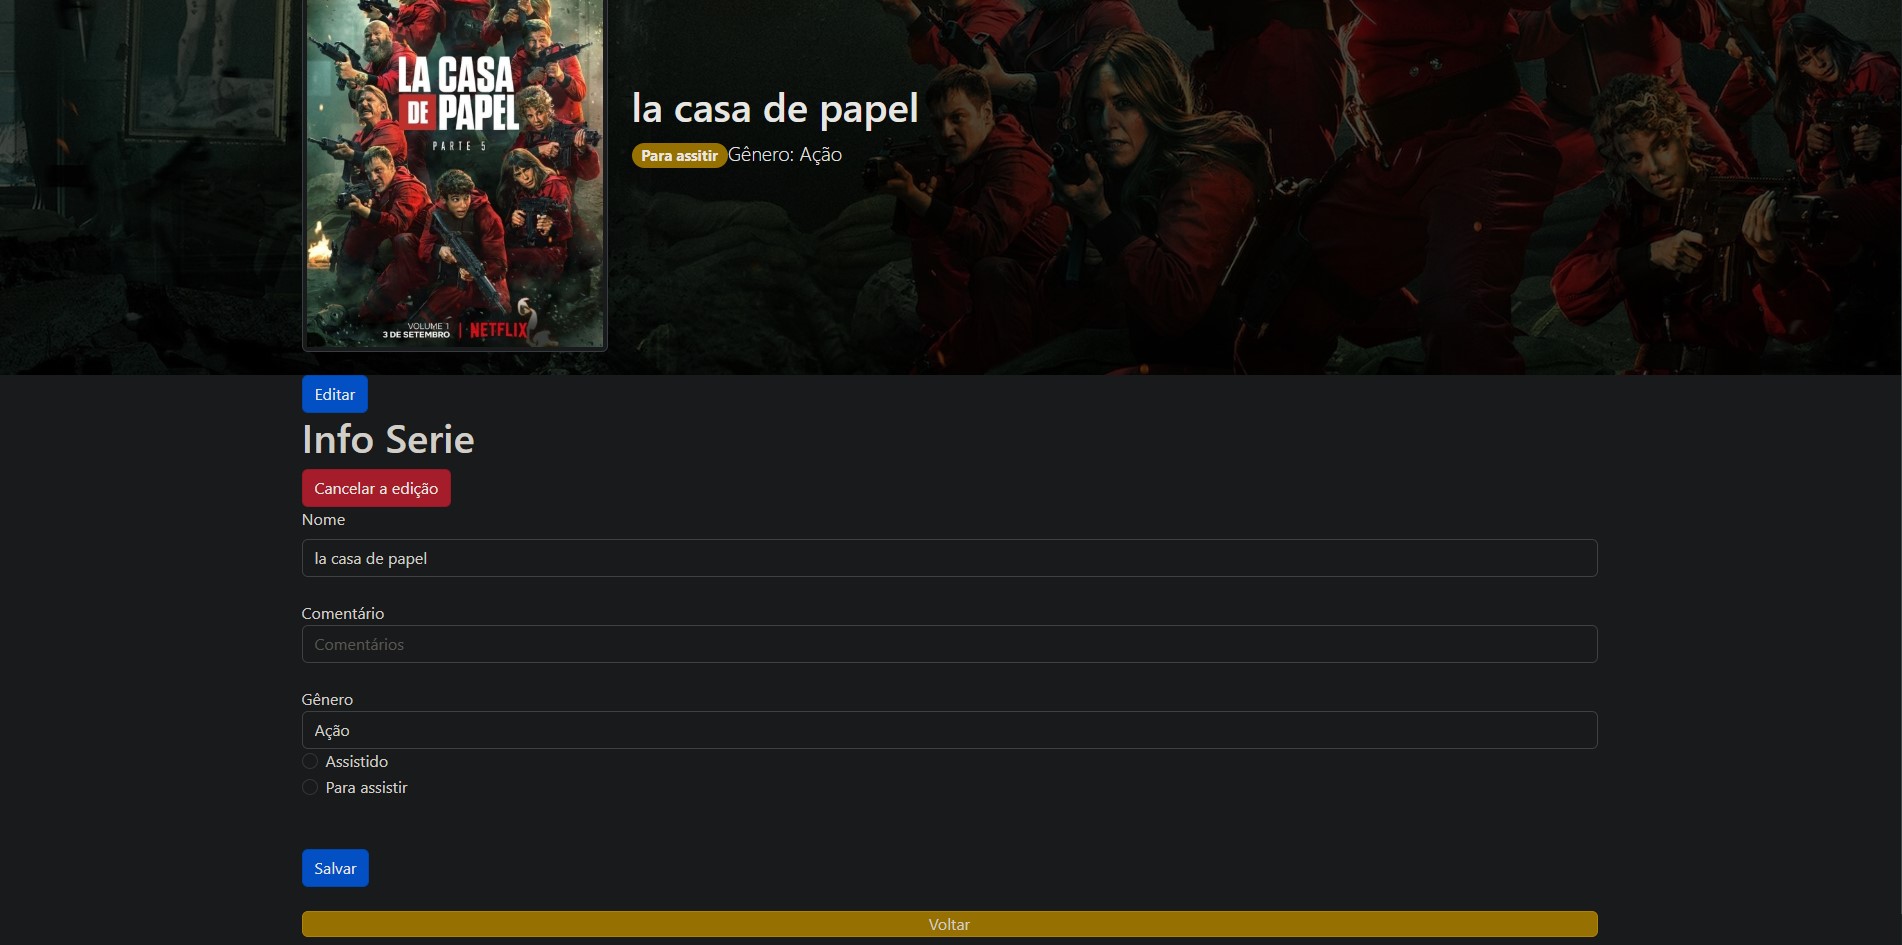 LA CASA
DE PAPEL
PARTE 5
VOLUME 1
3 DE SETEMBRO
NETFLIX
la casa de papel
Para assitir
Gênero: Ação
Editar
Info Serie
Cancelar a edição
Nome
la casa de papel
Comentário
Comentários
Gênero
Ação
Assistido
Para assistir
Salvar
Voltar